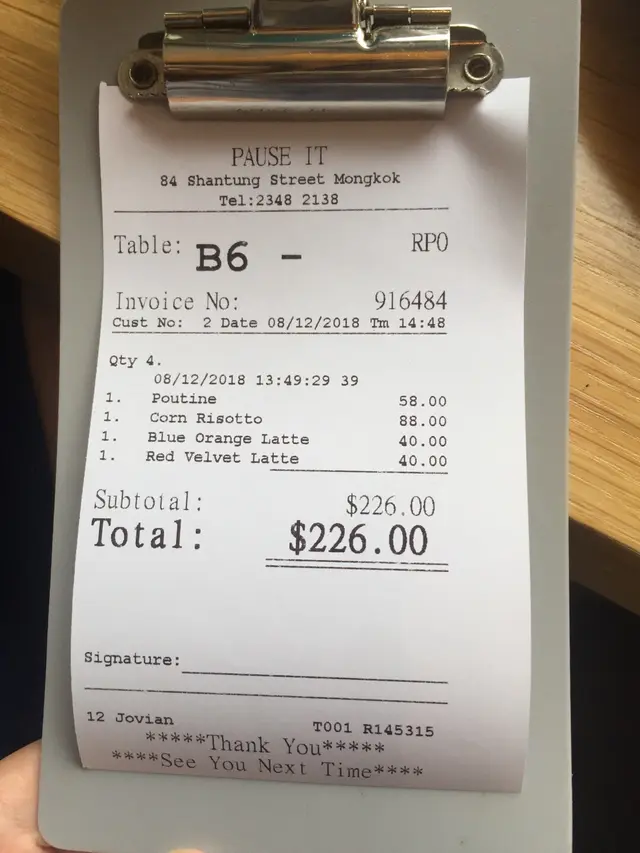 PAUSE IT
84 Shantung Street Mongkok
Tel:2348 2138
Table: B6 - RP0
Invoice No: 916484
Cust No: 2 Date 08/12/2018 Tm 14:48
Qty 4.
08/12/2018 13:49:29 39
1. Poutine 58.00
1. Corn Risotto 88.00
1. Blue Orange Latte 40.00
1. Red Velvet Latte 40.00
Subtotal: $226.00
Total: $226.00
Signature:
12 Jovian T001 R145315
*****Thank You*****
****See You Next Time****